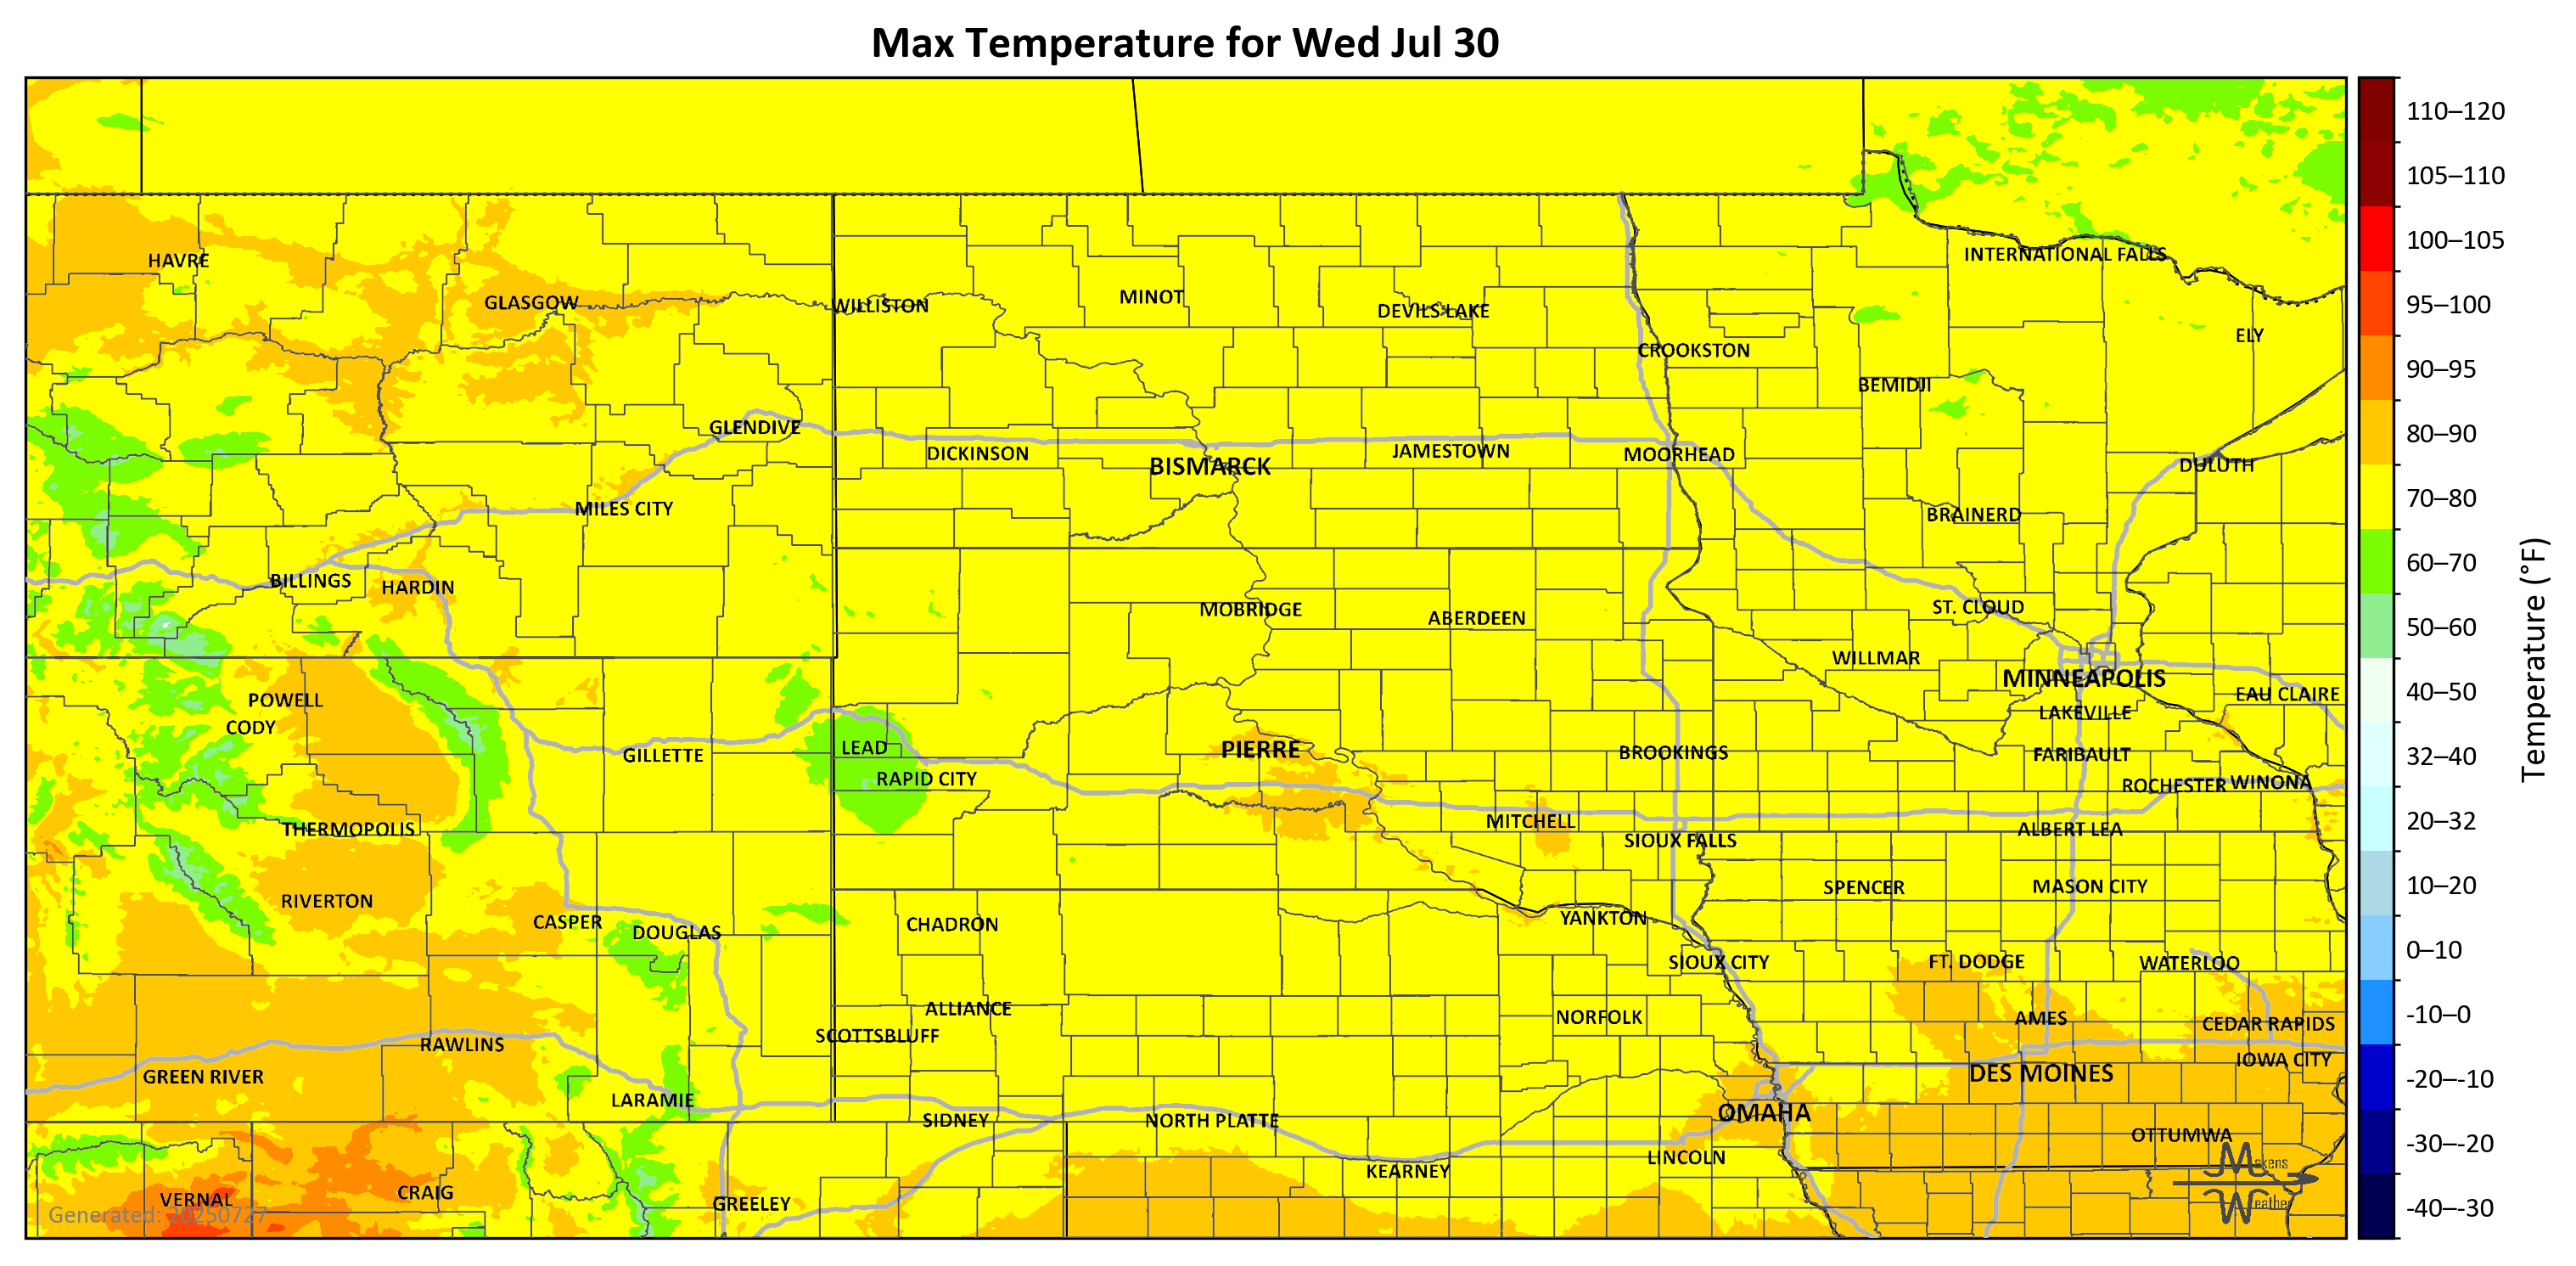 Max Temperature for Wed Jul 30
110–120
105–110
100–105
95–100
90–95
80–90
70–80
60–70
50–60
40–50
32–40
20–32
10–20
0–10
-10–0
-20–-10
-30–-20
-40–-30
Temperature (°F)
HAVRE
INTERNATIONAL FALLS
GLASGOW
WILLISTON
MINOT
DEVILS LAKE
ELY
CROOKSTON
BEMIDJI
GLENDIVE
DICKINSON
BISMARCK
JAMESTOWN
MOORHEAD
DULUTH
MILES CITY
BRAINERD
BILLINGS
HARDIN
MOBRIDGE
ABERDEEN
ST. CLOUD
WILLMAR
MINNEAPOLIS
EAU CLAIRE
POWELL
CODY
LAKEVILLE
GILLETTE
LEAD
RAPID CITY
PIERRE
BROOKINGS
FARIBAULT
ROCHESTER
WINONA
THERMOPOLIS
MITCHELL
SIOUX FALLS
ALBERT LEA
RIVERTON
SPENCER
MASON CITY
CASPER
DOUGLAS
CHADRON
YANKTON
SIOUX CITY
FT. DODGE
WATERLOO
ALLIANCE
NORFOLK
AMES
CEDAR RAPIDS
SCOTTSBLUFF
RAWLINS
IOWA CITY
GREEN RIVER
DES MOINES
LARAMIE
SIDNEY
NORTH PLATTE
OMAHA
OTTUMWA
KEARNEY
LINCOLN
VERNAL
CRAIG
GREELEY
Generated: 20250727
Makens
Weather